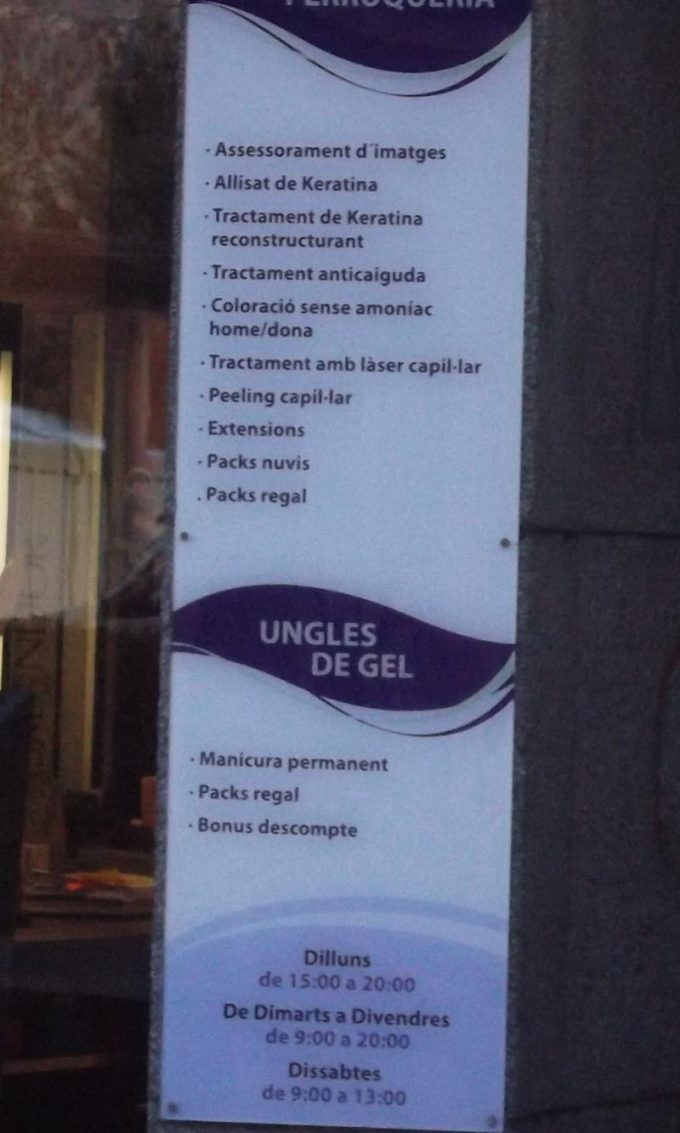 PERRUQUERIA
· Assessorament d´imatges
· Allisat de Keratina
· Tractament de Keratina
reconstructurant
· Tractament anticaiguda
· Coloració sense amoníac
home/dona
· Tractament amb làser capil·lar
· Peeling capil·lar
· Extensions
· Packs nuvis
. Packs regal
UNGLES
DE GEL
· Manicura permanent
· Packs regal
· Bonus descompte
Dilluns
de 15:00 a 20:00
De Dimarts a Divendres
de 9:00 a 20:00
Dissabtes
de 9:00 a 13:00